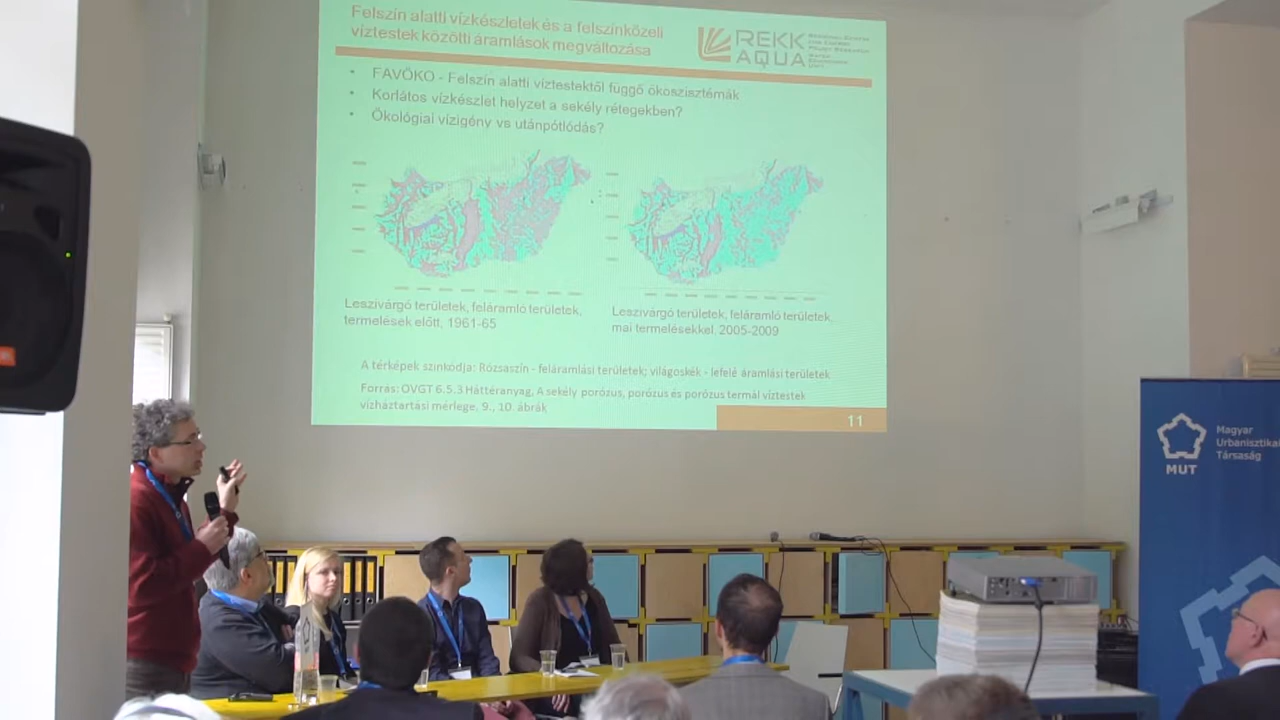 Felszín alatti vízkészletek és a felszínközeli
víztestek közötti áramlások megváltozása
REKK
AQUA
• FAVÖKO - Felszín alatti víztestektől függő ökoszisztémák
• Korlátos vízkészlet helyzet a sekély rétegekben?
• Ökológiai vízigény vs utánpótlódás?
Leszivárgó területek, feláramló területek,
termelések előtt, 1961-65
Leszivárgó területek, feláramló területek,
mai termelésekkel, 2005-2009
A térképek színkódja: Rózsaszín - feláramlási területek; világoskék - lefelé áramlási területek
Forrás: OVGT 6.5.3 Háttéranyag, A sekély porózus, porózus és porózus termál víztestek
vízháztartási mérlege, 9., 10. ábrák
11
Magyar
Urbanisztikai
Társaság
MUT